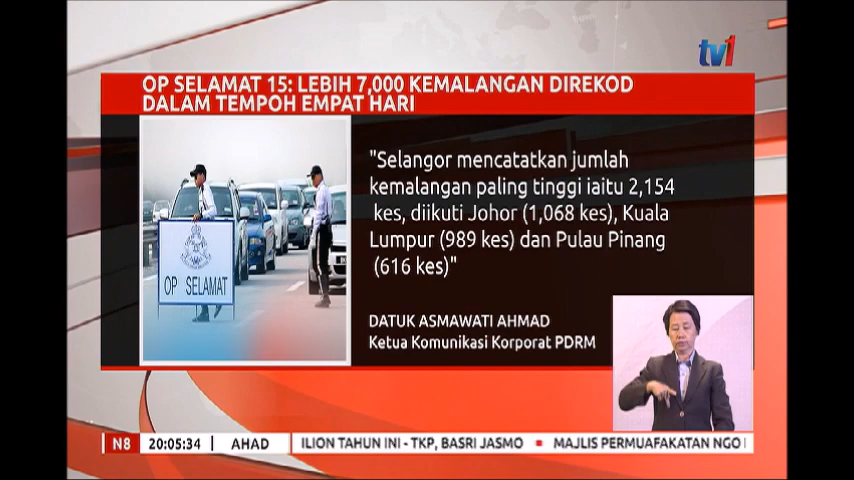 tv1
OP SELAMAT 15: LEBIH 7,000 KEMALANGAN DIREKOD
DALAM TEMPOH EMPAT HARI
OP SELAMAT
"Selangor mencatatkan jumlah
kemalangan paling tinggi iaitu 2,154
kes, diikuti Johor (1,068 kes), Kuala
Lumpur (989 kes) dan Pulau Pinang
(616 kes)"
DATUK ASMAWATI AHMAD
Ketua Komunikasi Korporat PDRM
N8 20:05:34 AHAD ILION TAHUN INI - TKP, BASRI JASMO ▪ MAJLIS PERMUAFAKATAN NGO